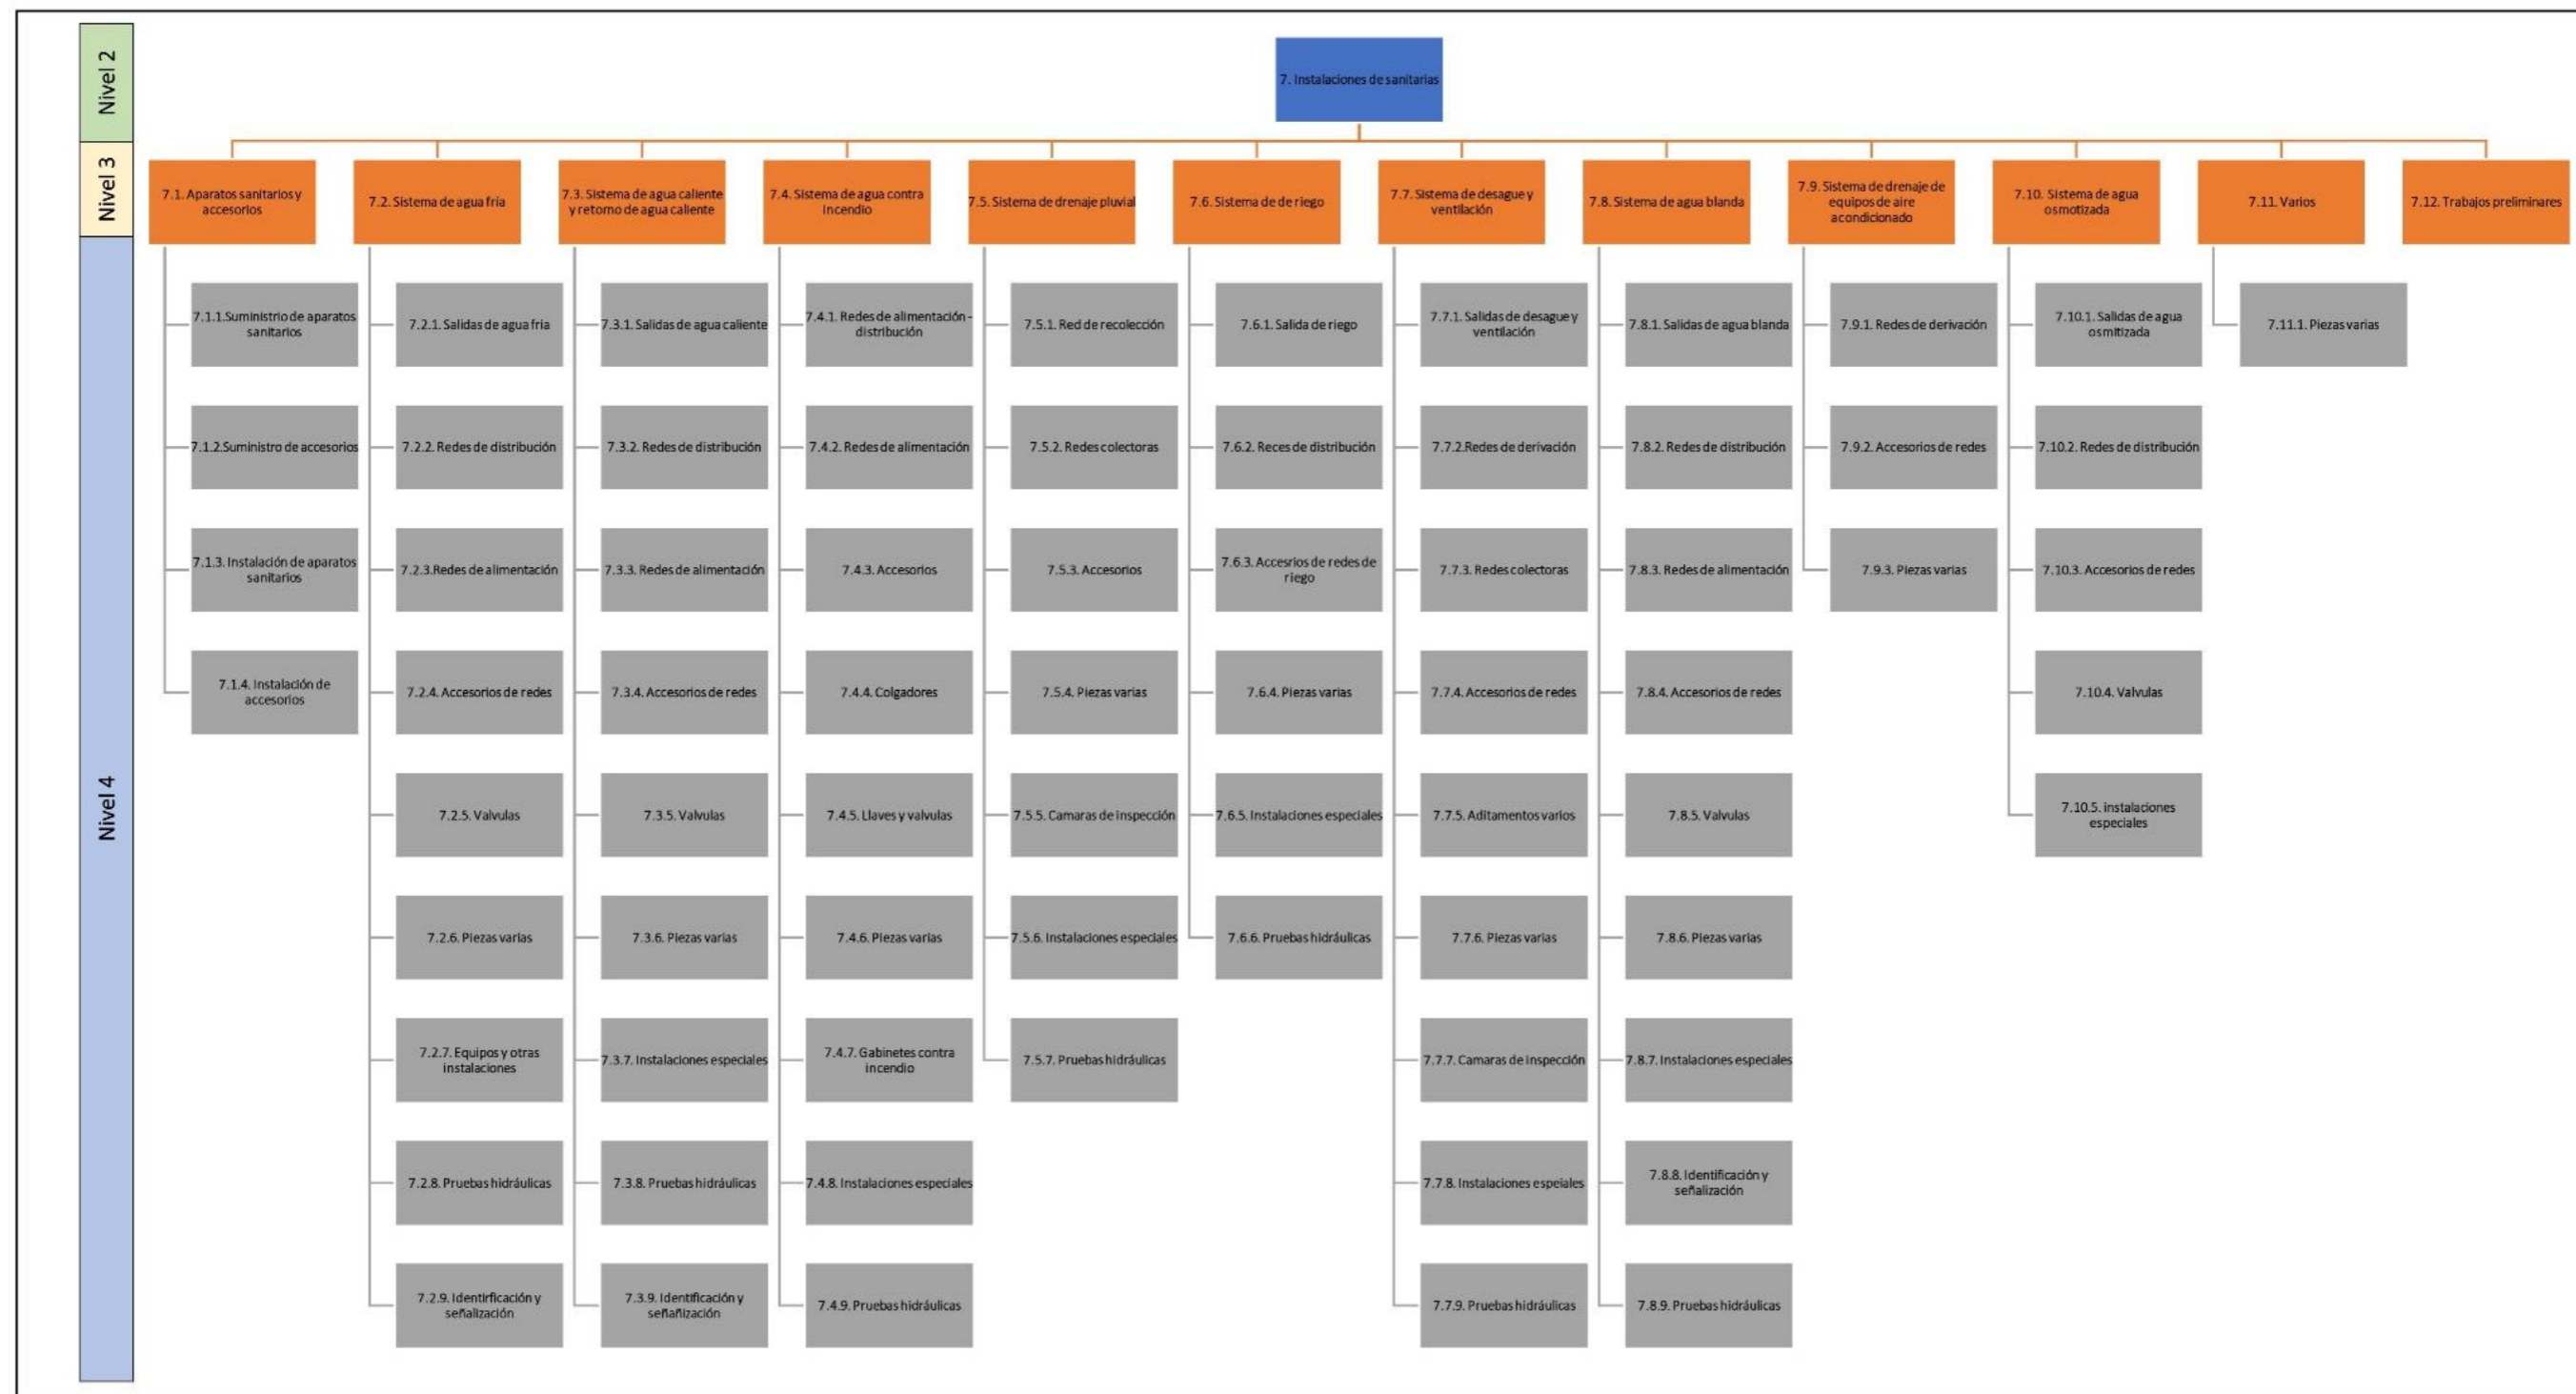 Nivel 2
7. Instalaciones de sanitarias
Nivel 3
7.1. Aparatos sanitarios y
accesorios
7.2. Sistema de agua fría
7.3. Sistema de agua caliente
y retorno de agua caliente
7.4. Sistema de agua contra
incendio
7.5. Sistema de drenaje pluvial
7.6. Sistema de de riego
7.7. Sistema de desague y
ventilación
7.8. Sistema de agua blanda
7.9. Sistema de drenaje de
equipos de aire
acondicionado
7.10. Sistema de agua
osmotizada
7.11. Varios
7.12. Trabajos preliminares
Nivel 4
7.1.1.Suministrio de aparatos
sanitarios
7.1.2.Suministro de accesorios
7.1.3. Instalación de aparatos
sanitarios
7.1.4. Instalación de
accesorios
7.2.1. Salidas de agua fria
7.2.2. Redes de distribución
7.2.3.Redes de alimentación
7.2.4. Accesorios de redes
7.2.5. Valvulas
7.2.6. Piezas varias
7.2.7. Equipos y otras
instalaciones
7.2.8. Pruebas hidráulicas
7.2.9. Identirficación y
señalización
7.3.1. Salidas de agua caliente
7.3.2. Redes de distribución
7.3.3. Redes de alimentación
7.3.4. Accesorios de redes
7.3.5. Valvulas
7.3.6. Piezas varias
7.3.7. Instalaciones especiales
7.3.8. Pruebas hidráulicas
7.3.9. Identificación y
señañización
7.4.1. Redes de alimentación -
distribución
7.4.2. Redes de alimentación
7.4.3. Accesorios
7.4.4. Colgadores
7.4.5. Llaves y valvulas
7.4.6. Piezas varias
7.4.7. Gabinetes contra
incendio
7.4.8. Instalaciones especiales
7.4.9. Pruebas hidráulicas
7.5.1. Red de recolección
7.5.2. Redes colectoras
7.5.3. Accesorios
7.5.4. Piezas varias
7.5.5. Camaras de inspección
7.5.6. Instalaciones especiales
7.5.7. Pruebas hidráulicas
7.6.1. Salida de riego
7.6.2. Reces de distribución
7.6.3. Accesrios de redes de
riego
7.6.4. Piezas varias
7.6.5. Instalaciones especiales
7.6.6. Pruebas hidráulicas
7.7.1. Salidas de desague y
ventilación
7.7.2.Redes de derivación
7.7.3. Redes colectoras
7.7.4. Accesorios de redes
7.7.5. Aditamentos varios
7.7.6. Piezas varias
7.7.7. Camaras de inspección
7.7.8. Instalaciones espeiales
7.7.9. Pruebas hidráulicas
7.8.1. Salidas de agua blanda
7.8.2. Redes de distribución
7.8.3. Redes de alimentación
7.8.4. Accesorios de redes
7.8.5. Valvulas
7.8.6. Piezas varias
7.8.7. Instalaciones especiales
7.8.8. Identificación y
señalización
7.8.9. Pruebas hidráulicas
7.9.1. Redes de derivación
7.9.2. Accesorios de redes
7.9.3. Piezas varias
7.10.1. Salidas de agua
osmitizada
7.10.2. Redes de distribución
7.10.3. Accesorios de redes
7.10.4. Valvulas
7.10.5. instalaciones
especiales
7.11.1. Piezas varias